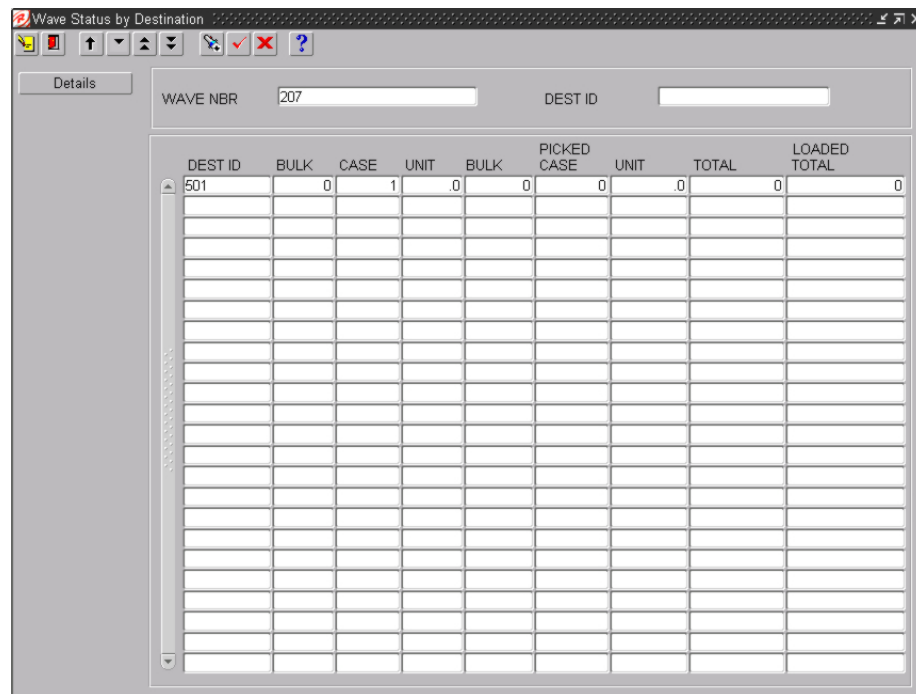 Wave Status by Destination
Details
WAVE NBR 207 DEST ID
PICKED LOADED
DEST ID BULK CASE UNIT BULK CASE UNIT TOTAL TOTAL
501 0 1 .0 0 0 .0 0 0